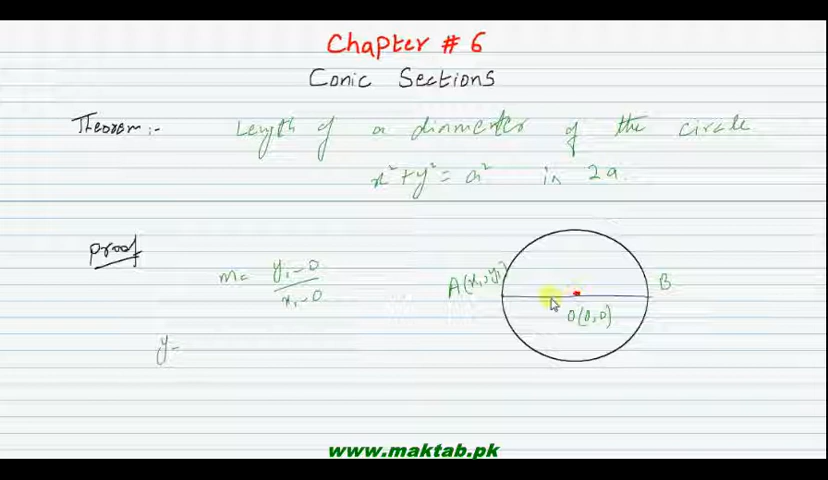 Chapter # 6
Conic Sections
Theorem:- Length of a diameter of the circle
x²+y²= a² in 2a.
Proof
m= y₁-0 / x₁-0
A(x₁,y₁)
B
O(0,0)
y-
www.maktab.pk